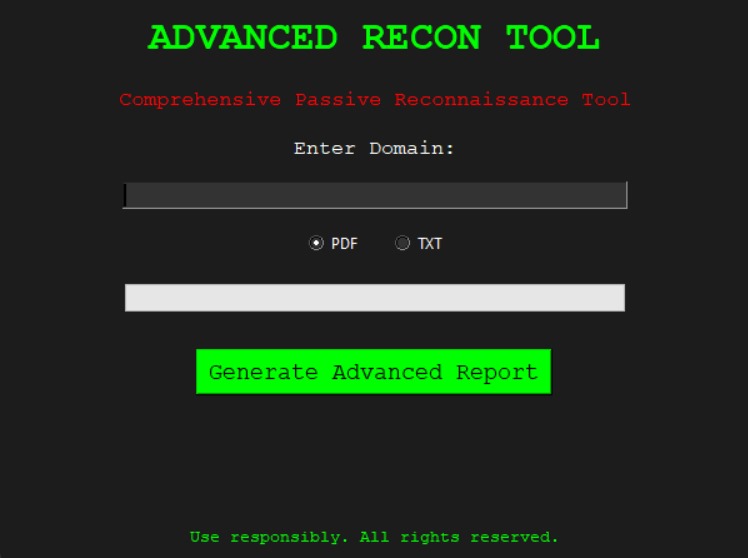 ADVANCED RECON TOOL
Comprehensive Passive Reconnaissance Tool
Enter Domain:
PDF TXT
Generate Advanced Report
Use responsibly. All rights reserved.